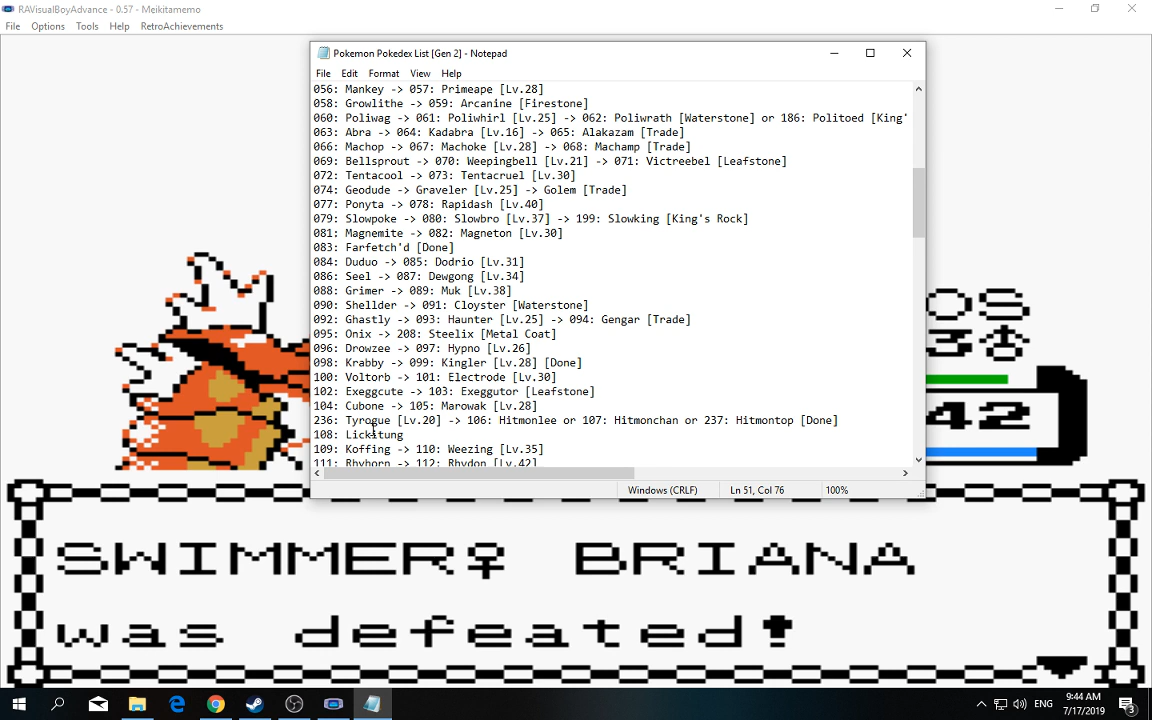 RAVisualBoyAdvance - 0.57 - Meikitamemo
File Options Tools Help RetroAchievements
Pokemon Pokedex List [Gen 2] - Notepad
File Edit Format View Help
056: Mankey -> 057: Primeape [Lv.28]
058: Growlithe -> 059: Arcanine [Firestone]
060: Poliwag -> 061: Poliwhirl [Lv.25] -> 062: Poliwrath [Waterstone] or 186: Politoed [King'
063: Abra -> 064: Kadabra [Lv.16] -> 065: Alakazam [Trade]
066: Machop -> 067: Machoke [Lv.28] -> 068: Machamp [Trade]
069: Bellsprout -> 070: Weepingbell [Lv.21] -> 071: Victreebel [Leafstone]
072: Tentacool -> 073: Tentacruel [Lv.30]
074: Geodude -> Graveler [Lv.25] -> Golem [Trade]
077: Ponyta -> 078: Rapidash [Lv.40]
079: Slowpoke -> 080: Slowbro [Lv.37] -> 199: Slowking [King's Rock]
081: Magnemite -> 082: Magneton [Lv.30]
083: Farfetch'd [Done]
084: Duduo -> 085: Dodrio [Lv.31]
086: Seel -> 087: Dewgong [Lv.34]
088: Grimer -> 089: Muk [Lv.38]
090: Shellder -> 091: Cloyster [Waterstone]
092: Ghastly -> 093: Haunter [Lv.25] -> 094: Gengar [Trade]
095: Onix -> 208: Steelix [Metal Coat]
096: Drowzee -> 097: Hypno [Lv.26]
098: Krabby -> 099: Kingler [Lv.28] [Done]
100: Voltorb -> 101: Electrode [Lv.30]
102: Exeggcute -> 103: Exeggutor [Leafstone]
104: Cubone -> 105: Marowak [Lv.28]
236: Tyrogue [Lv.20] -> 106: Hitmonlee or 107: Hitmonchan or 237: Hitmontop [Done]
108: Lickitung
109: Koffing -> 110: Weezing [Lv.35]
111: Rhyhorn -> 112: Rhydon [Lv.42]
Windows (CRLF) Ln 51, Col 76 100%
OS
3♂
42
SWIMMER♀ BRIANA
was defeated!
ENG
9:44 AM
7/17/2019
3